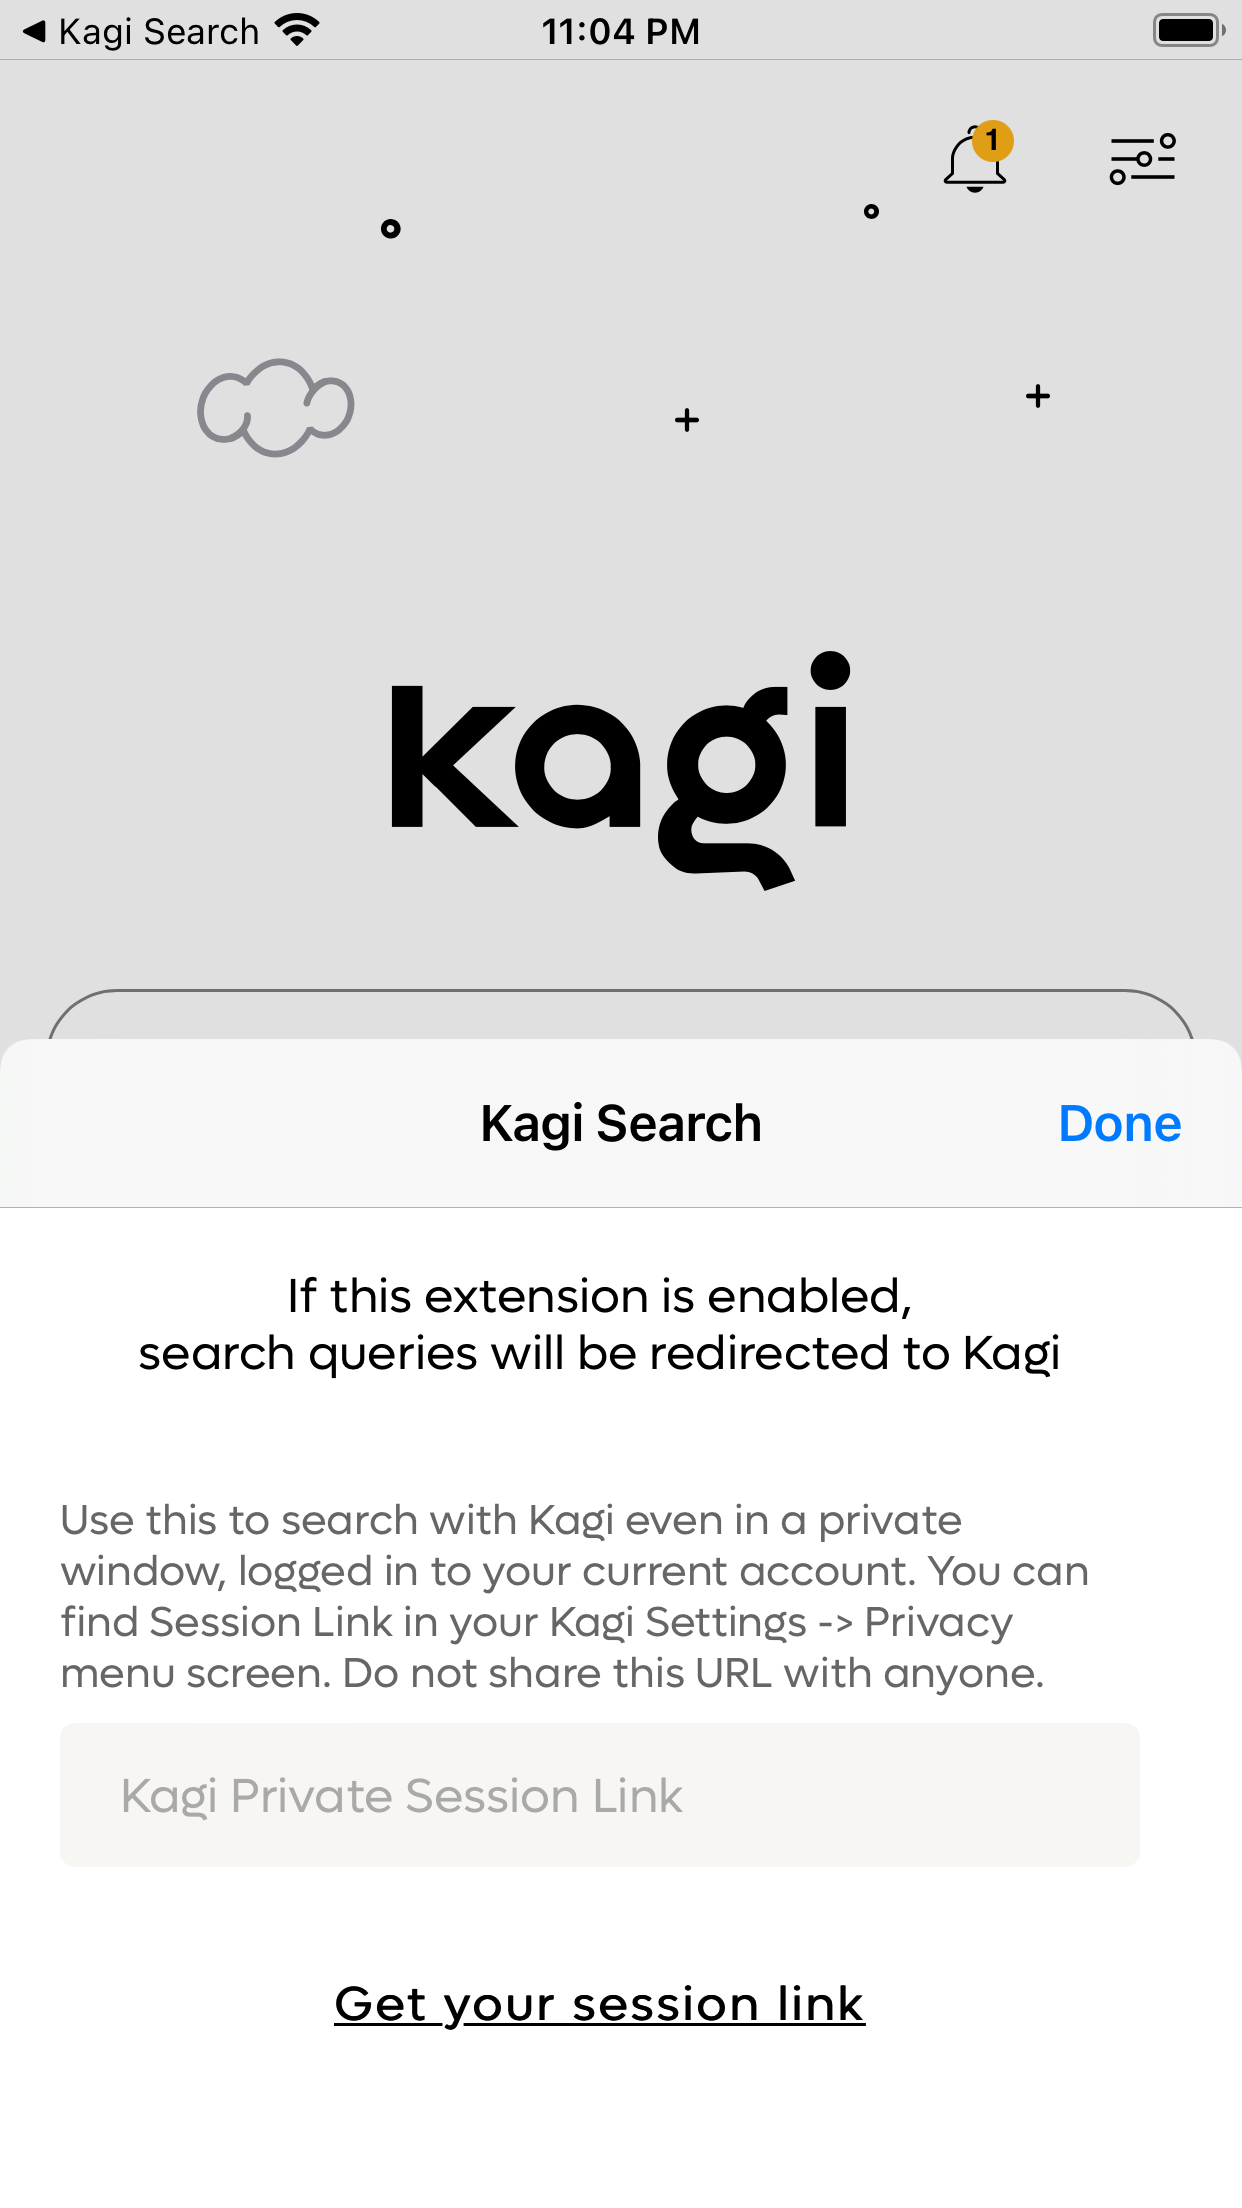 Kagi Search
11:04 PM
1
kagi
Kagi Search
Done
If this extension is enabled,
search queries will be redirected to Kagi
Use this to search with Kagi even in a private
window, logged in to your current account. You can
find Session Link in your Kagi Settings -> Privacy
menu screen. Do not share this URL with anyone.
Kagi Private Session Link
Get your session link